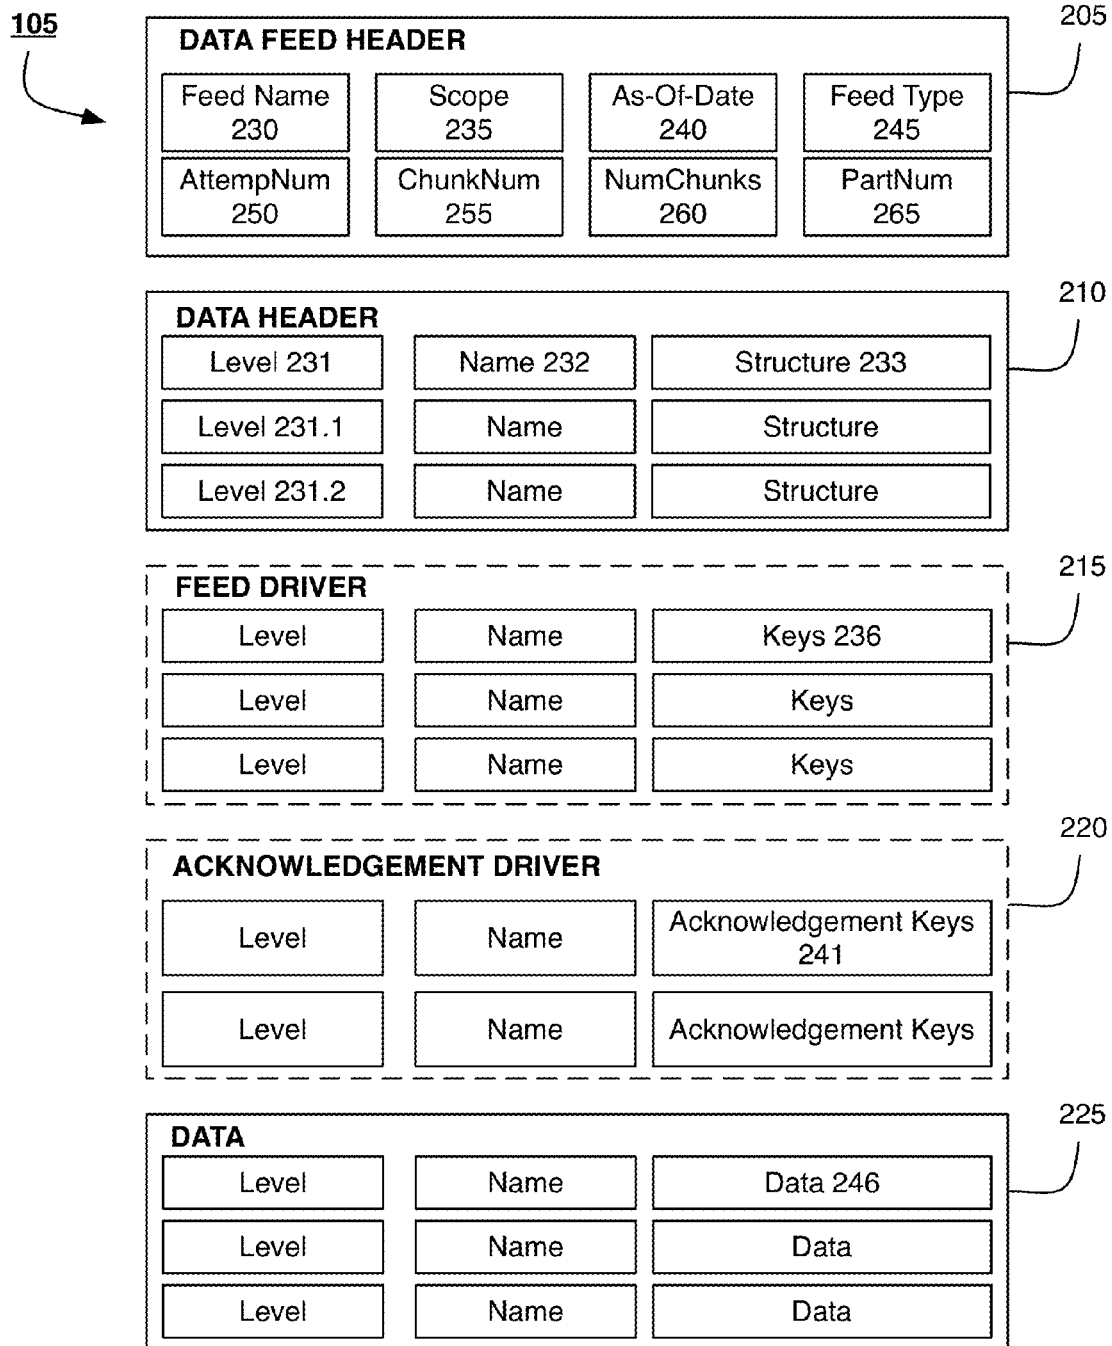 105
205
DATA FEED HEADER
Feed Name Scope As-Of-Date Feed Type
230 235 240 245
AttempNum ChunkNum NumChunks PartNum
250 255 260 265
210
DATA HEADER
Level 231 Name 232 Structure 233
Level 231.1 Name Structure
Level 231.2 Name Structure
215
FEED DRIVER
Level Name Keys 236
Level Name Keys
Level Name Keys
220
ACKNOWLEDGEMENT DRIVER
Level Name Acknowledgement Keys
241
Level Name Acknowledgement Keys
225
DATA
Level Name Data 246
Level Name Data
Level Name Data